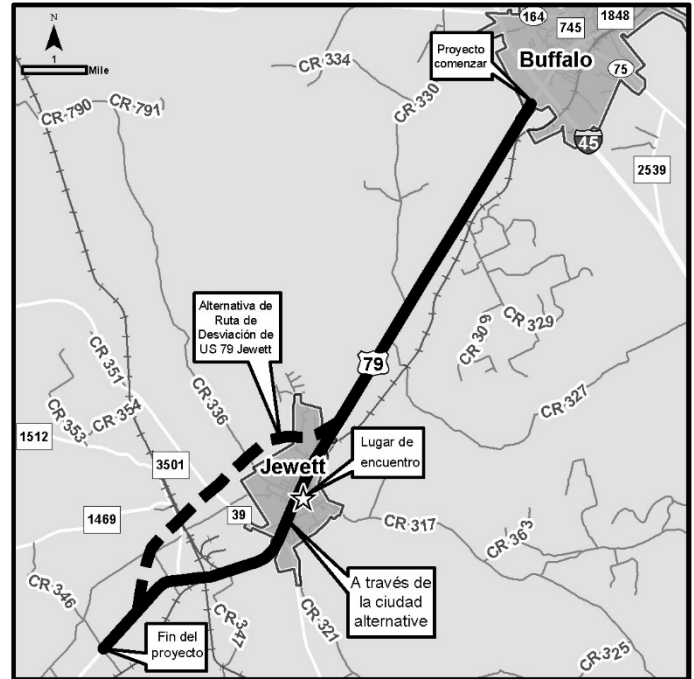 N
1
Mile
164
745
1848
Proyecto
comenzar
Buffalo
75
CR 334
CR 330
CR 790
CR 791
45
2539
Alternativa de
Ruta de
Desviación de
US 79 Jewett
CR 309
CR 329
79
CR 351
CR 336
CR 327
CR 353
CR 354
1512
3501
Jewett
Lugar de
encuentro
1469
39
CR 317
CR 363
CR 346
A través de
la ciudad
alternative
CR 347
CR 321
Fin del
proyecto
CR 325